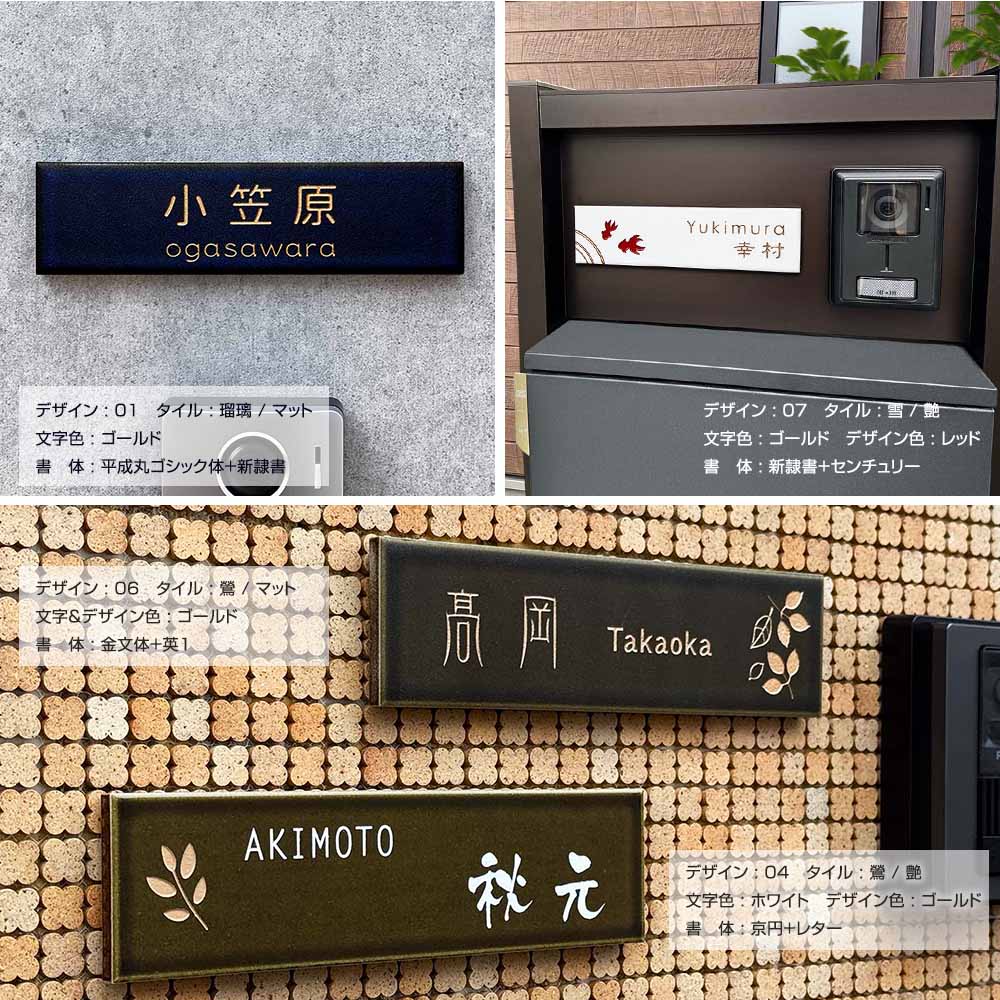 小笠原
ogasawara
デザイン：01　タイル：瑠璃 / マット
文字色：ゴールド
書　体：平成丸ゴシック体+新隷書
Yukimura
幸村
デザイン：07　タイル：雪 / 艶
文字色：ゴールド　デザイン色：レッド
書　体：新隷書+センチュリー
デザイン：06　タイル：鶯 / マット
文字&デザイン色：ゴールド
書　体：金文体+英1
髙岡 Takaoka
AKIMOTO
秋元
デザイン：04　タイル：鶯 / 艶
文字色：ホワイト　デザイン色：ゴールド
書　体：京円+レター